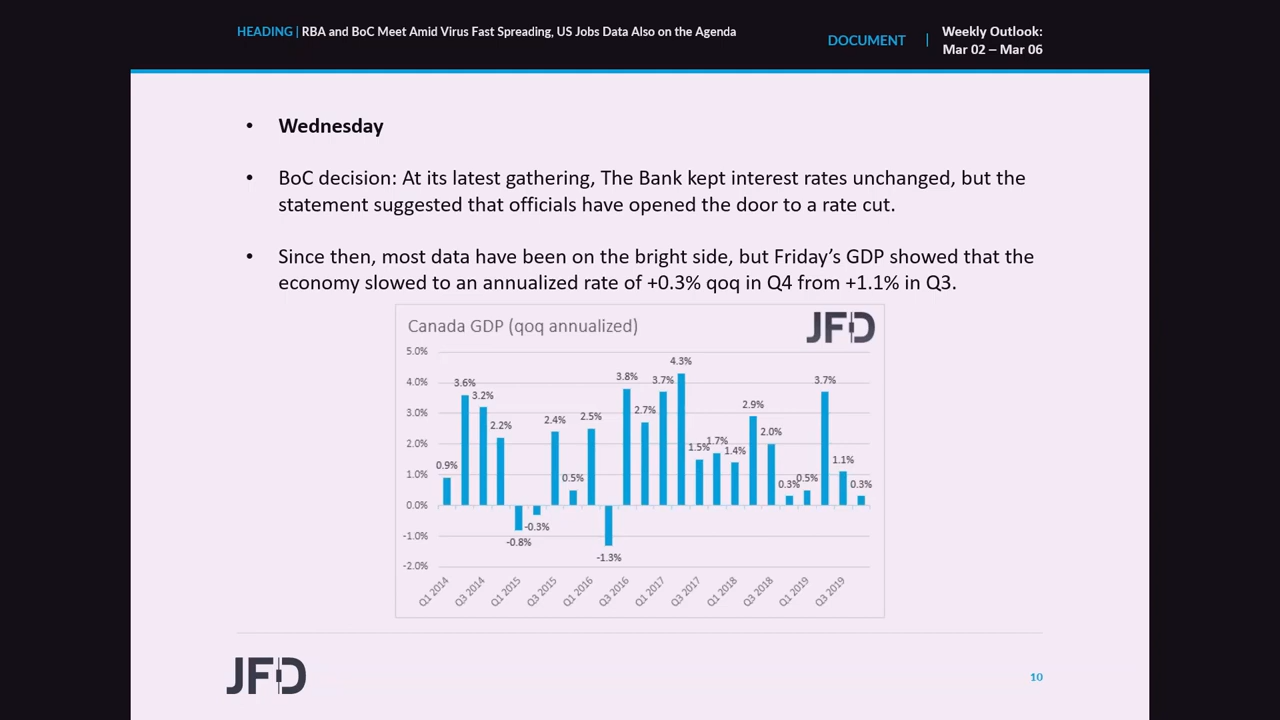 HEADING | RBA and BoC Meet Amid Virus Fast Spreading, US Jobs Data Also on the Agenda
DOCUMENT | Weekly Outlook:
Mar 02 – Mar 06
• Wednesday
• BoC decision: At its latest gathering, The Bank kept interest rates unchanged, but the
statement suggested that officials have opened the door to a rate cut.
• Since then, most data have been on the bright side, but Friday’s GDP showed that the
economy slowed to an annualized rate of +0.3% qoq in Q4 from +1.1% in Q3.
Canada GDP (qoq annualized)
JFD
5.0%
4.0%
3.0%
2.0%
1.0%
0.0%
-1.0%
-2.0%
0.9%
3.6%
3.2%
2.2%
-0.8%
-0.3%
2.4%
0.5%
2.5%
-1.3%
3.8%
2.7%
3.7%
4.3%
1.5%
1.7%
1.4%
2.9%
2.0%
0.3%
0.5%
3.7%
1.1%
0.3%
Q1 2014
Q3 2014
Q1 2015
Q3 2015
Q1 2016
Q3 2016
Q1 2017
Q3 2017
Q1 2018
Q3 2018
Q1 2019
Q3 2019
JFD
10